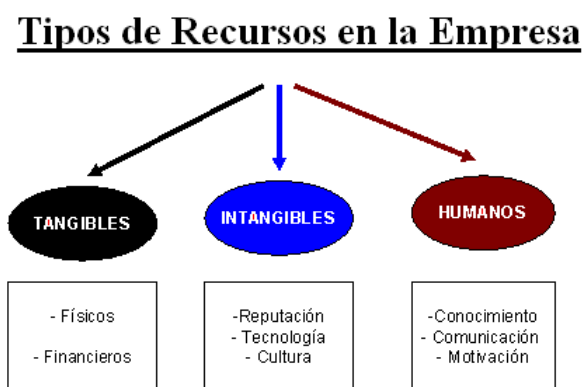 Tipos de Recursos en la Empresa
TANGIBLES
INTANGIBLES
HUMANOS
- Físicos
- Financieros
-Reputación
- Tecnología
- Cultura
-Conocimiento
- Comunicación
- Motivación